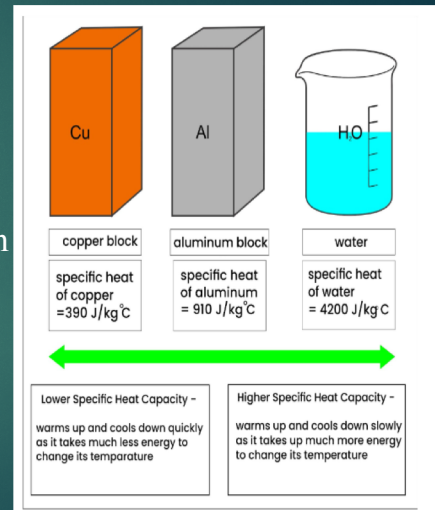 Cu
Al
H₂O
copper block
aluminum block
water
specific heat
of copper
=390 J/kg°C
specific heat
of aluminum
= 910 J/kg°C
specific heat
of water
= 4200 J/kg C
Lower Specific Heat Capacity -
warms up and cools down quickly
as it takes much less energy to
change its temparature
Higher Specific Heat Capacity -
warms up and cools down slowly
as it takes up much more energy
to change its temperature